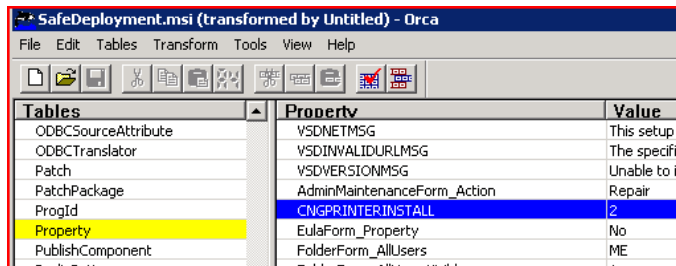 SafeDeployment.msi (transformed by Untitled) - Orca
File Edit Tables Transform Tools View Help
Tables Property Value
ODBCSourceAttribute VSDNETMSG This setup
ODBCTranslator VSDINVALIDURLMSG The specifi
Patch VSDVERSIONMSG Unable to i
PatchPackage AdminMaintenanceForm_Action Repair
ProgId CNGPRINTERINSTALL 2
Property EulaForm_Property No
PublishComponent FolderForm_AllUsers ME